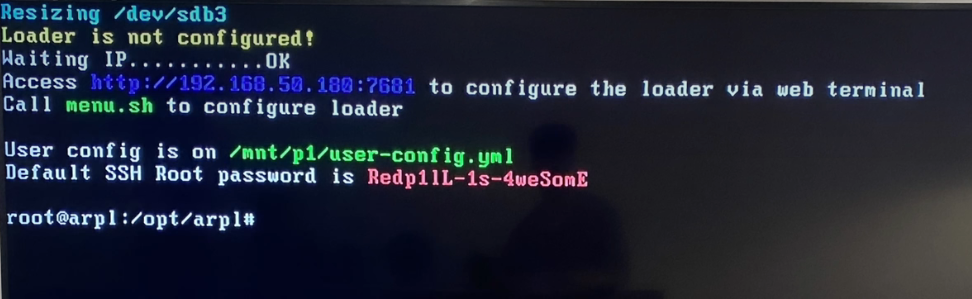 Resizing /dev/sdb3
Loader is not configured!
Waiting IP...........OK
Access http://192.168.50.180:7681 to configure the loader via web terminal
Call menu.sh to configure loader
User config is on /mnt/p1/user-config.yml
Default SSH Root password is Redp1lL-1s-4weSomE
root@arpl:/opt/arpl#